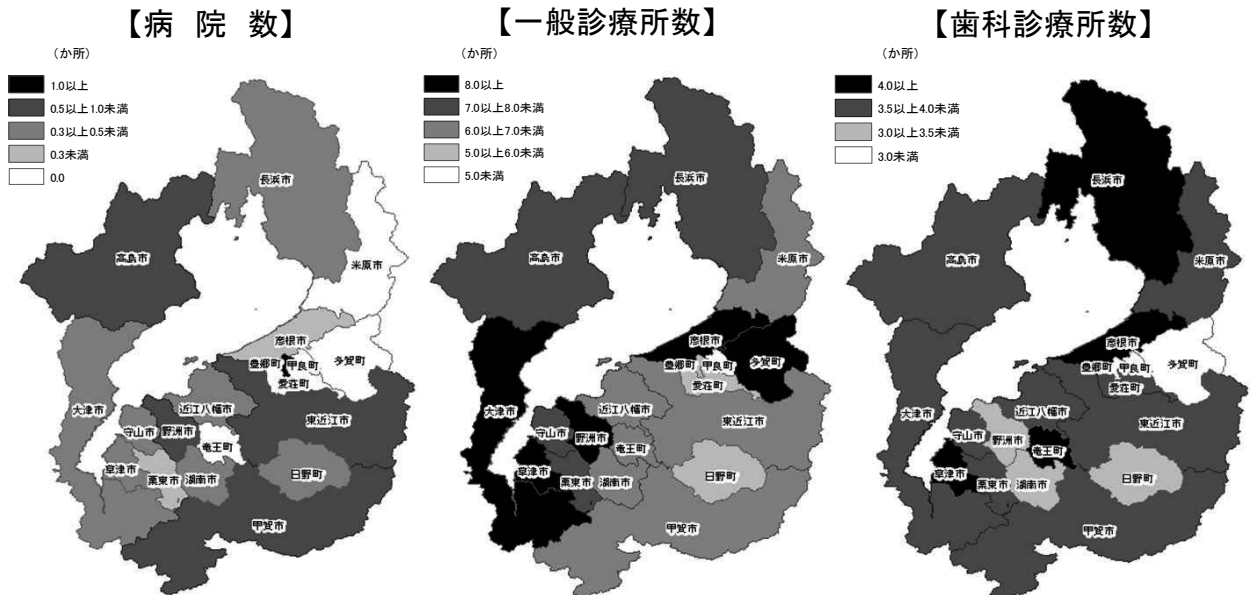 【病 院 数】
(か所)
1.0以上
0.5以上1.0未満
0.3以上0.5未満
0.3未満
0.0
長浜市
高島市
米原市
彦根市
豊郷町
甲良町
多賀町
愛荘町
大津市
近江八幡市
東近江市
守山市
野洲市
竜王町
草津市
栗東市
湖南市
日野町
甲賀市
【一般診療所数】
(か所)
8.0以上
7.0以上8.0未満
6.0以上7.0未満
5.0以上6.0未満
5.0未満
長浜市
高島市
米原市
彦根市
豊郷町
甲良町
多賀町
愛荘町
大津市
近江八幡市
東近江市
守山市
野洲市
竜王町
草津市
栗東市
湖南市
日野町
甲賀市
【歯科診療所数】
(か所)
4.0以上
3.5以上4.0未満
3.0以上3.5未満
3.0未満
長浜市
高島市
米原市
彦根市
豊郷町
甲良町
多賀町
愛荘町
大津市
近江八幡市
東近江市
守山市
野洲市
竜王町
草津市
栗東市
湖南市
日野町
甲賀市